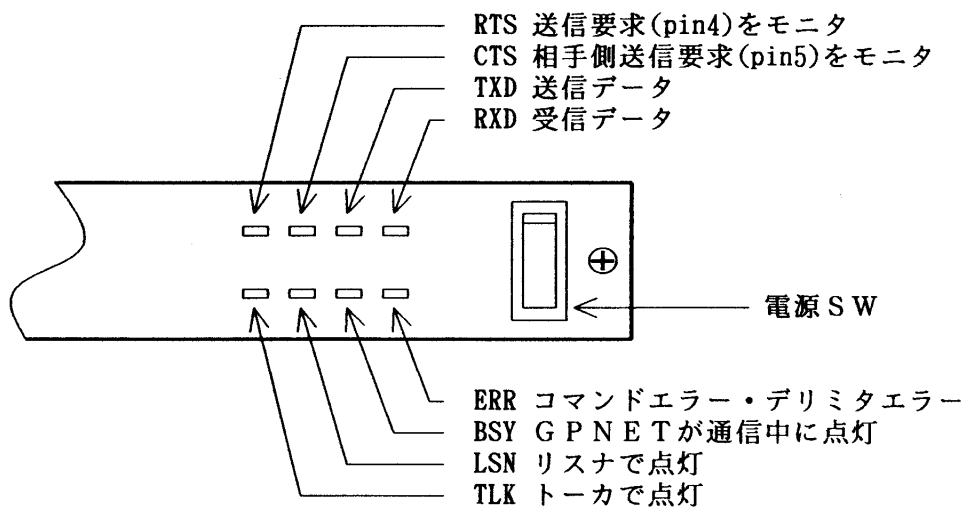 RTS 送信要求(pin4)をモニタ
CTS 相手側送信要求(pin5)をモニタ
TXD 送信データ
RXD 受信データ
電源ＳＷ
ERR コマンドエラー・デリミタエラー
BSY ＧＰＮＥＴが通信中に点灯
LSN リスナで点灯
TLK トーカで点灯